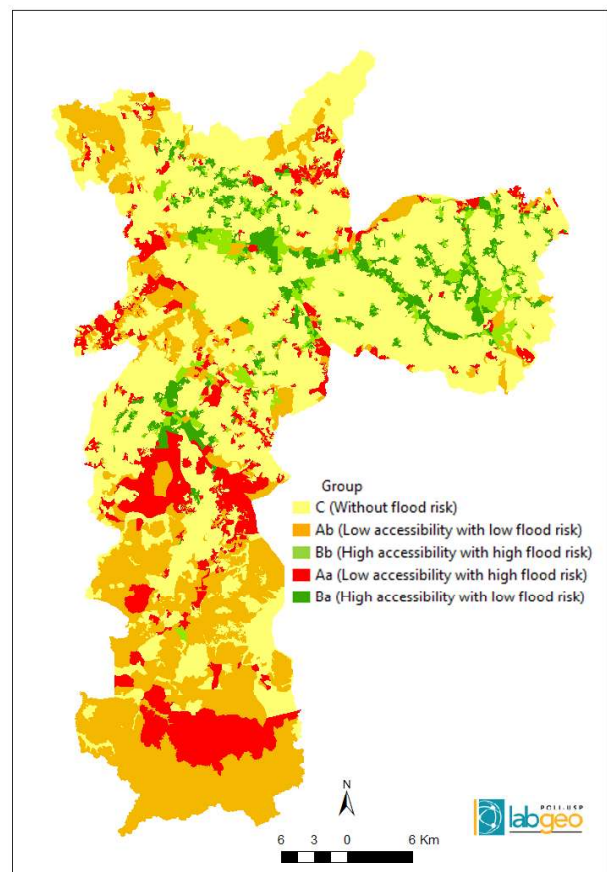 Group
C (Without flood risk)
Ab (Low accessibility with low flood risk)
Bb (High accessibility with high flood risk)
Aa (Low accessibility with high flood risk)
Ba (High accessibility with low flood risk)
N
6 3 0 6 Km
POLI-USP
labgeo